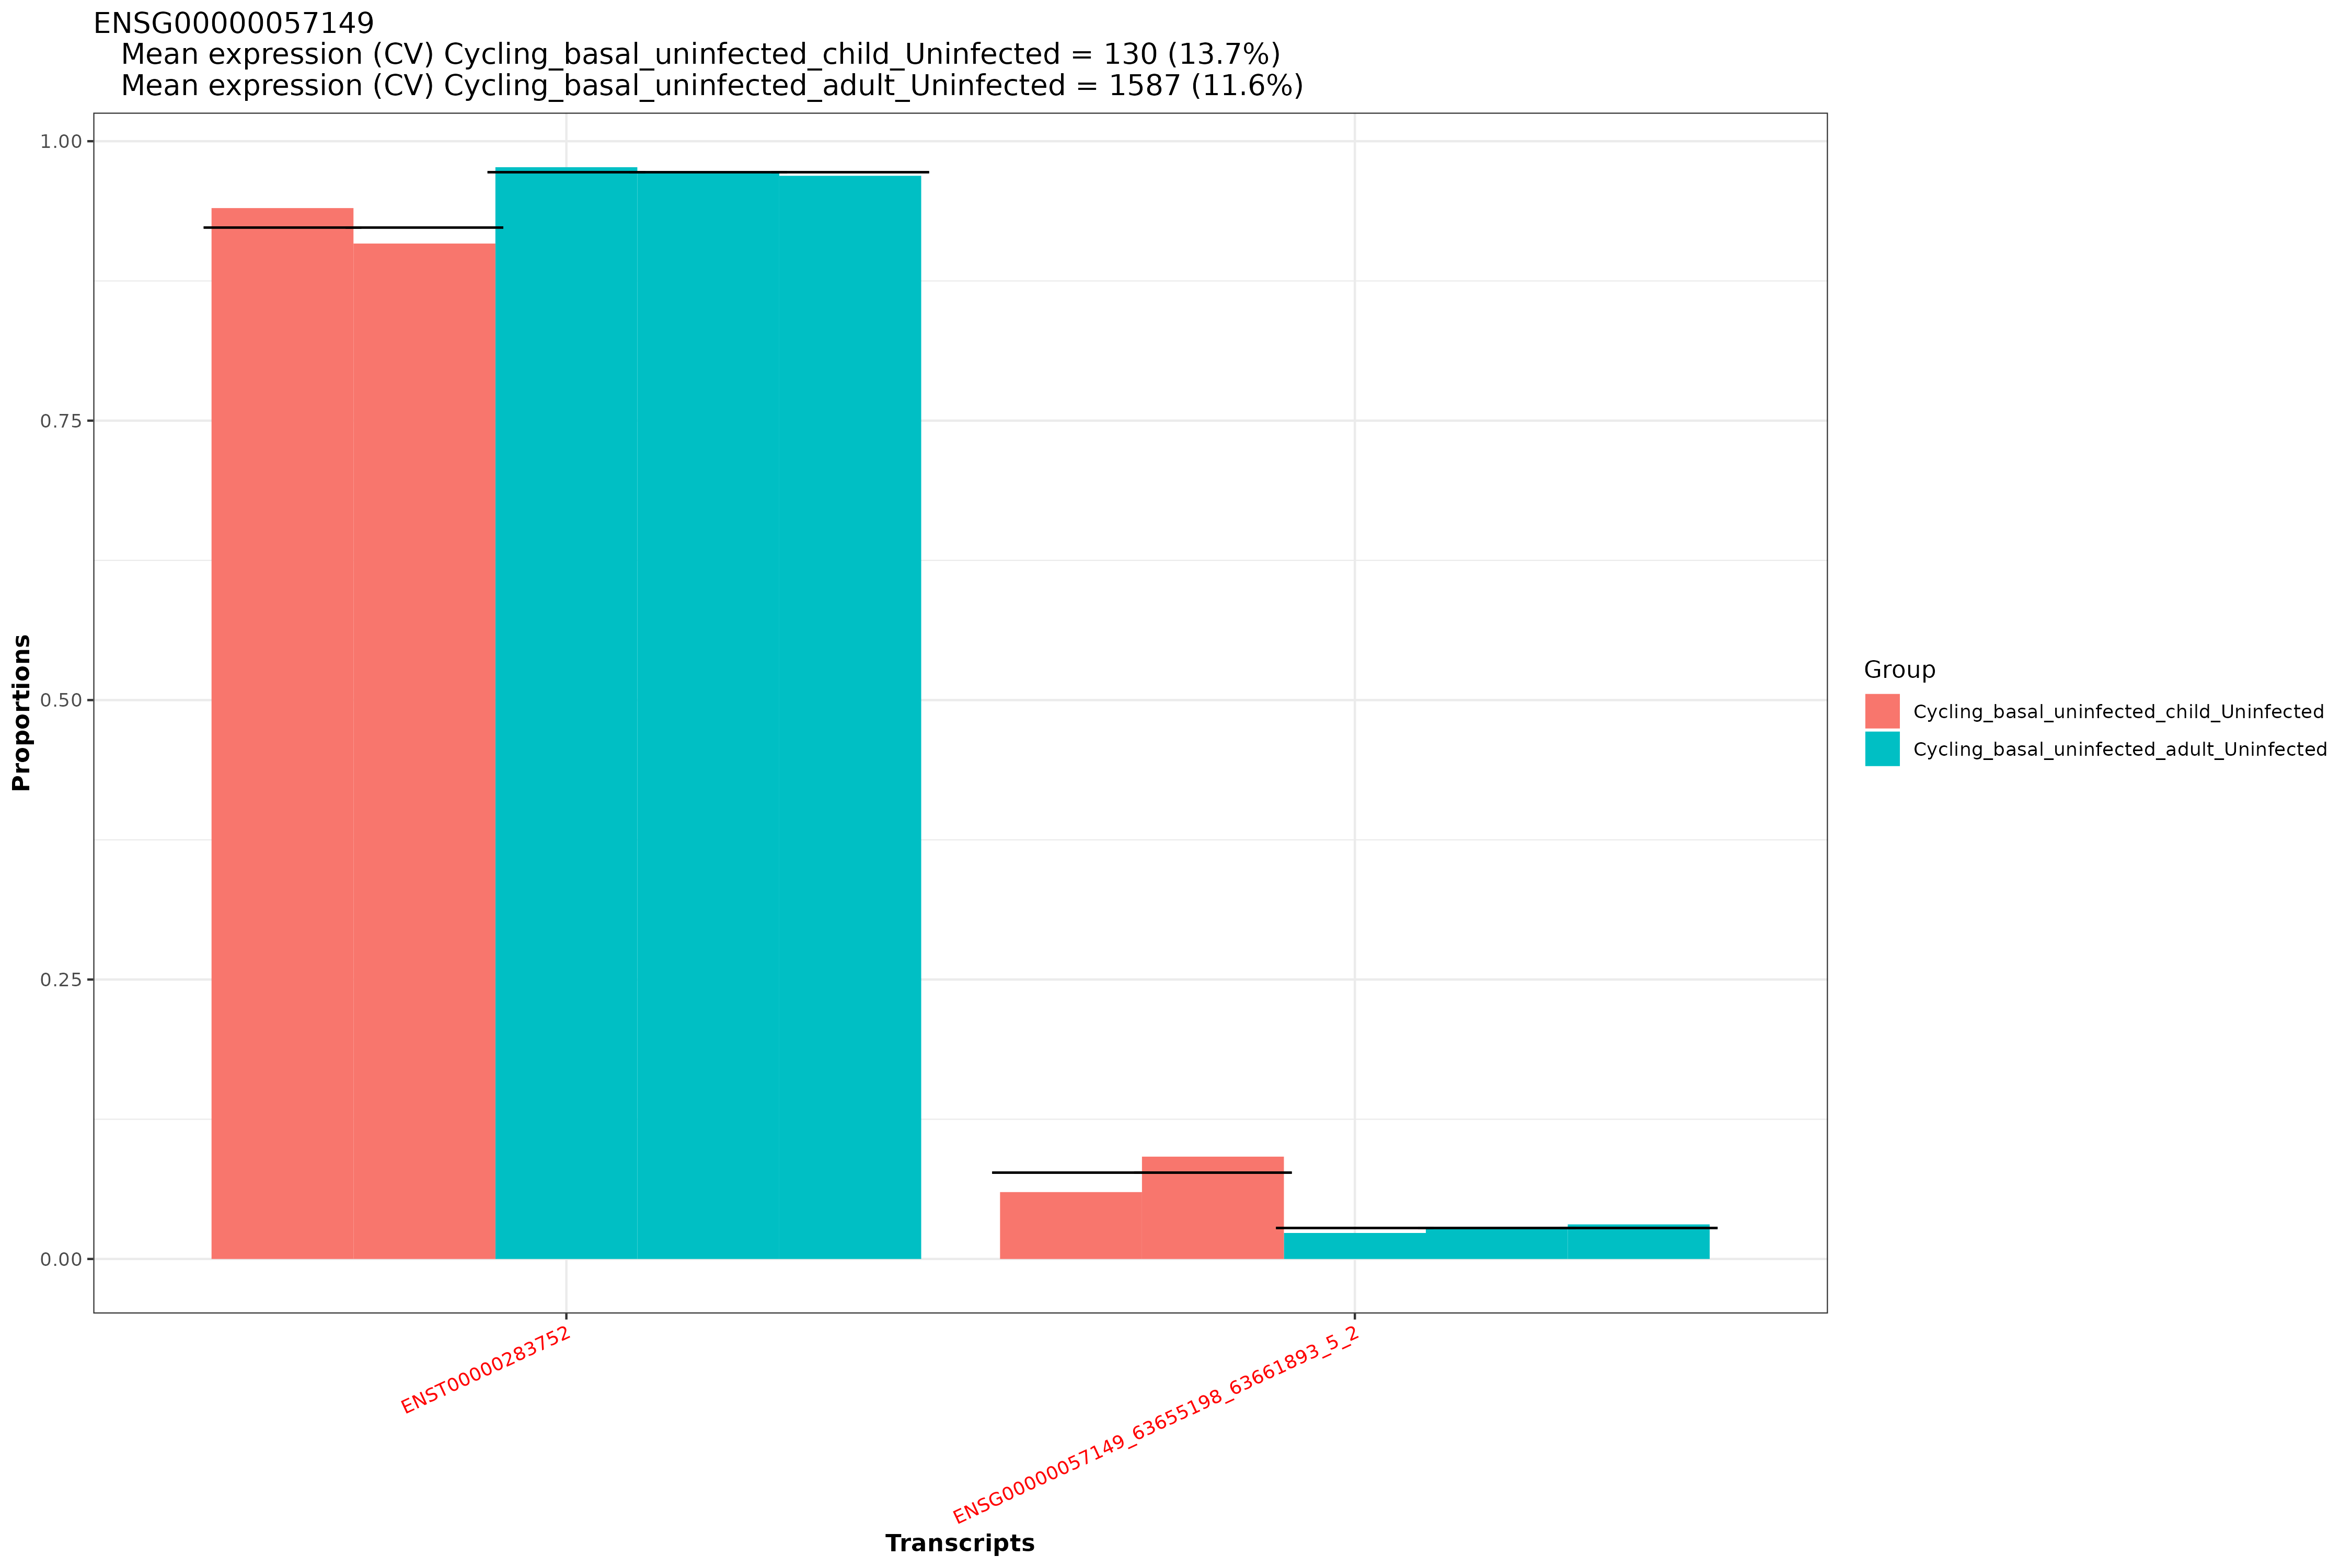 ENSG00000057149
Mean expression (CV) Cycling_basal_uninfected_child_Uninfected = 130 (13.7%)
Mean expression (CV) Cycling_basal_uninfected_adult_Uninfected = 1587 (11.6%)
1.00
0.75
0.50
0.25
0.00
Proportions
ENST0000283752
ENSG00000057149_63655198_63661893_5_2
Transcripts
Group
Cycling_basal_uninfected_child_Uninfected
Cycling_basal_uninfected_adult_Uninfected